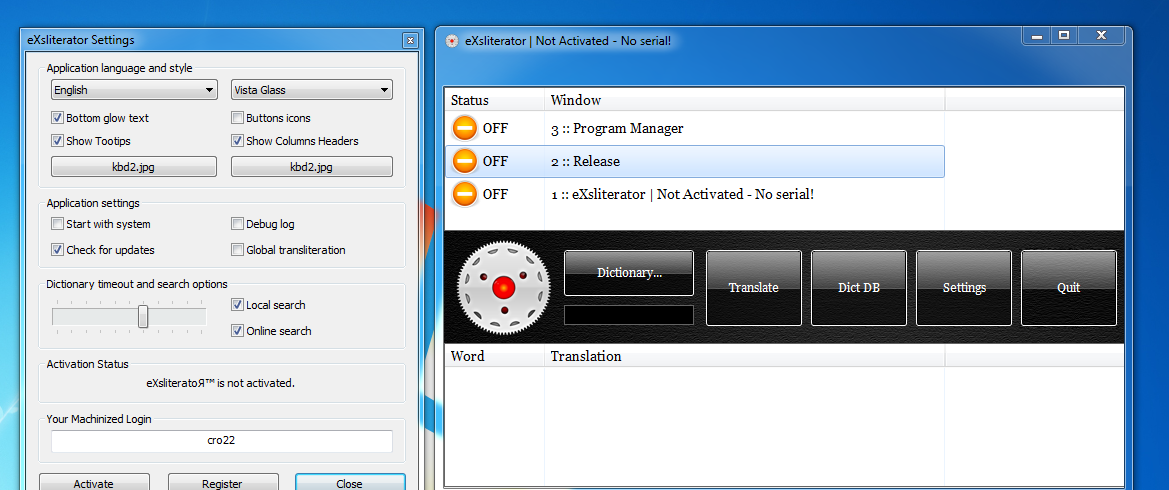 eXsliterator Settings
Application language and style
English
Vista Glass
Bottom glow text
Buttons icons
Show Tootips
Show Columns Headers
kbd2.jpg
kbd2.jpg
Application settings
Start with system
Debug log
Check for updates
Global transliteration
Dictionary timeout and search options
Local search
Online search
Activation Status
eXsliteratoЯ™ is not activated.
Your Machinized Login
cro22
Activate
Register
Close
eXsliterator | Not Activated - No serial!
Status
Window
OFF
3 :: Program Manager
OFF
2 :: Release
OFF
1 :: eXsliterator | Not Activated - No serial!
Dictionary...
Translate
Dict DB
Settings
Quit
Word
Translation